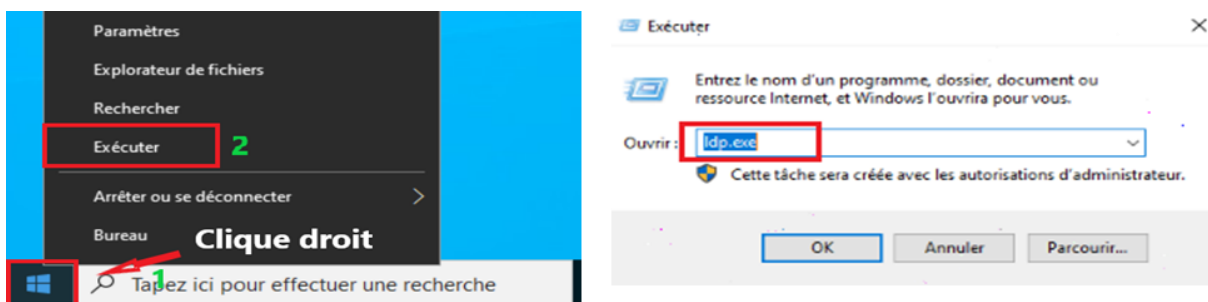 Paramètres
Explorateur de fichiers
Rechercher
Exécuter 2
Arrêter ou se déconnecter
Bureau Clique droit
1 Tapez ici pour effectuer une recherche
Exécuter
Entrez le nom d'un programme, dossier, document ou
ressource Internet, et Windows l'ouvrira pour vous.
Ouvrir : ldp.exe
Cette tâche sera créée avec les autorisations d'administrateur.
OK Annuler Parcourir...